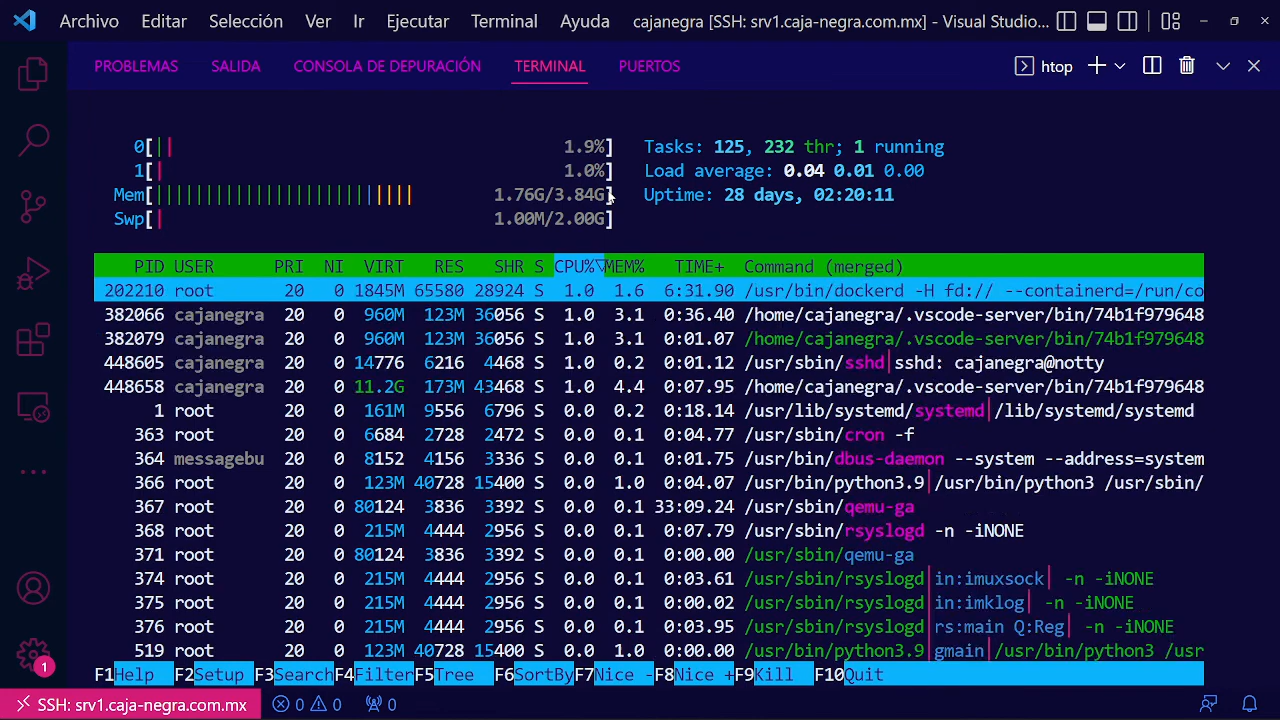 Archivo Editar Selección Ver Ir Ejecutar Terminal Ayuda cajanegra [SSH: srv1.caja-negra.com.mx] - Visual Studio...
PROBLEMAS SALIDA CONSOLA DE DEPURACIÓN TERMINAL PUERTOS htop
0[|| 1.9%] Tasks: 125, 232 thr; 1 running
1[| 1.0%] Load average: 0.04 0.01 0.00
Mem[|||||||||||||||||||||||||| 1.76G/3.84G] Uptime: 28 days, 02:20:11
Swp[| 1.00M/2.00G]
PID USER PRI NI VIRT RES SHR S CPU%▽MEM% TIME+ Command (merged)
202210 root 20 0 1845M 65580 28924 S 1.0 1.6 6:31.90 /usr/bin/dockerd -H fd:// --containerd=/run/co
382066 cajanegra 20 0 960M 123M 36056 S 1.0 3.1 0:36.40 /home/cajanegra/.vscode-server/bin/74b1f979648
382079 cajanegra 20 0 960M 123M 36056 S 1.0 3.1 0:01.07 /home/cajanegra/.vscode-server/bin/74b1f979648
448605 cajanegra 20 0 14776 6216 4468 S 1.0 0.2 0:01.12 /usr/sbin/sshd|sshd: cajanegra@notty
448658 cajanegra 20 0 11.2G 173M 43468 S 1.0 4.4 0:07.95 /home/cajanegra/.vscode-server/bin/74b1f979648
1 root 20 0 161M 9556 6796 S 0.0 0.2 0:18.14 /usr/lib/systemd/systemd|/lib/systemd/systemd
363 root 20 0 6684 2728 2472 S 0.0 0.1 0:04.77 /usr/sbin/cron -f
364 messagebu 20 0 8152 4156 3336 S 0.0 0.1 0:01.75 /usr/bin/dbus-daemon --system --address=system
366 root 20 0 123M 40728 15400 S 0.0 1.0 0:04.07 /usr/bin/python3.9|/usr/bin/python3 /usr/sbin/
367 root 20 0 80124 3836 3392 S 0.0 0.1 33:09.24 /usr/sbin/qemu-ga
368 root 20 0 215M 4444 2956 S 0.0 0.1 0:07.79 /usr/sbin/rsyslogd -n -iNONE
371 root 20 0 80124 3836 3392 S 0.0 0.1 0:00.00 /usr/sbin/qemu-ga
374 root 20 0 215M 4444 2956 S 0.0 0.1 0:03.61 /usr/sbin/rsyslogd|in:imuxsock| -n -iNONE
375 root 20 0 215M 4444 2956 S 0.0 0.1 0:00.02 /usr/sbin/rsyslogd|in:imklog| -n -iNONE
376 root 20 0 215M 4444 2956 S 0.0 0.1 0:03.95 /usr/sbin/rsyslogd|rs:main Q:Reg| -n -iNONE
519 root 20 0 123M 40728 15400 S 0.0 1.0 0:00.00 /usr/bin/python3.9|gmain|/usr/bin/python3 /usr
F1Help F2Setup F3SearchF4FilterF5Tree F6SortByF7Nice -F8Nice +F9Kill F10Quit
1
SSH: srv1.caja-negra.com.mx 0 0 0